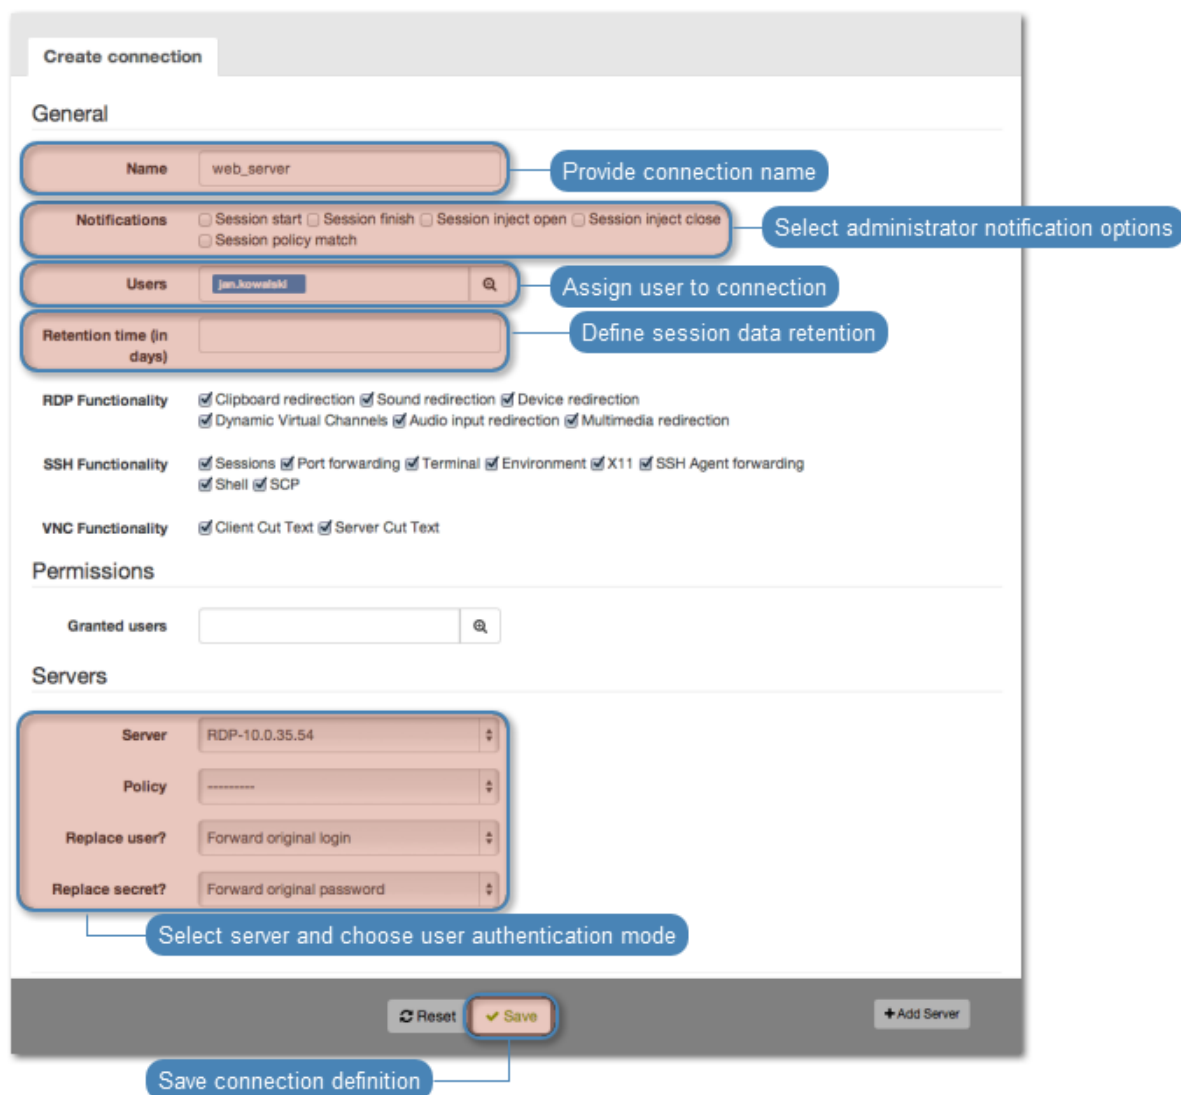 Create connection
General
Name web_server Provide connection name
Notifications Session start Session finish Session inject open Session inject close Select administrator notification options
Session policy match
Users jan.kowalski Assign user to connection
Retention time (in Define session data retention
days)
RDP Functionality Clipboard redirection Sound redirection Device redirection
Dynamic Virtual Channels Audio input redirection Multimedia redirection
SSH Functionality Sessions Port forwarding Terminal Environment X11 SSH Agent forwarding
Shell SCP
VNC Functionality Client Cut Text Server Cut Text
Permissions
Granted users
Servers
Server RDP-10.0.35.54
Policy ---------
Replace user? Forward original login
Replace secret? Forward original password
Select server and choose user authentication mode
Reset Save +Add Server
Save connection definition